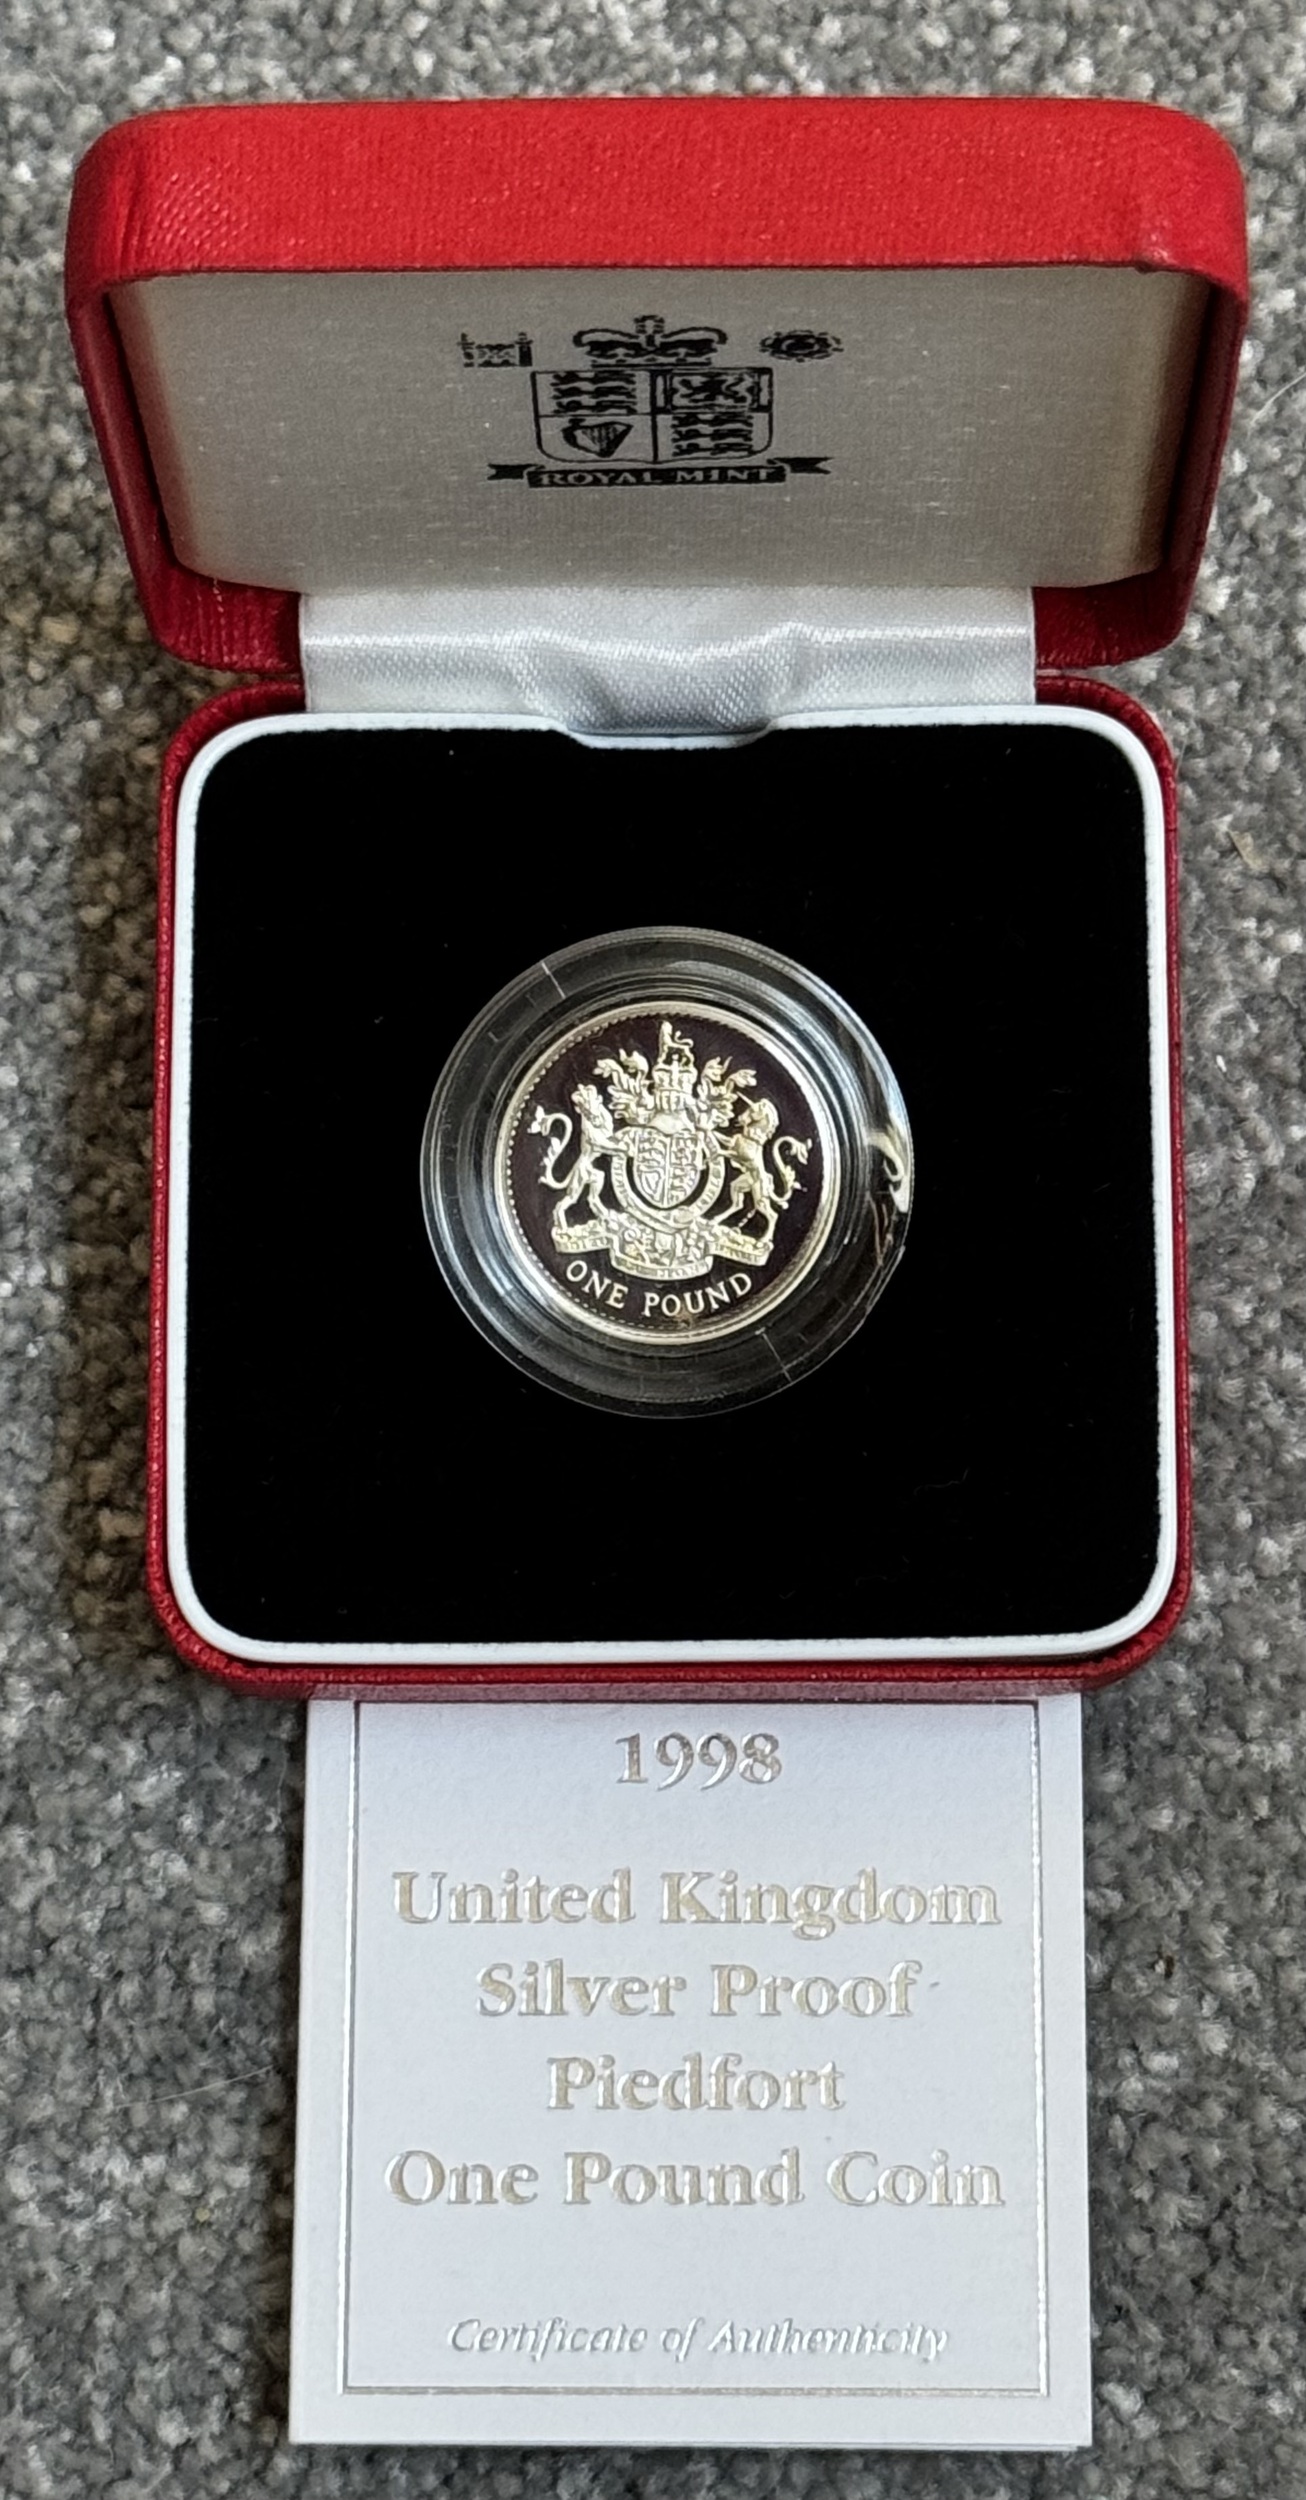 ROYAL MINT
ONE POUND
1998
United Kingdom
Silver Proof
Piedfort
One Pound Coin
Certificate of Authenticity